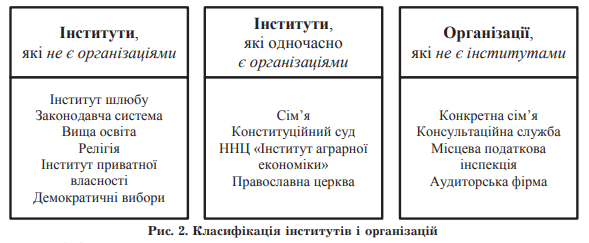 Інститути,
які не є організаціями
Інститут шлюбу
Законодавча система
Вища освіта
Релігія
Інститут приватної
власності
Демократичні вибори
Інститути,
які одночасно
є організаціями
Сім’я
Конституційний суд
ННЦ «Інститут аграрної
економіки»
Православна церква
Організації,
які не є інститутами
Конкретна сім’я
Консультаційна служба
Місцева податкова
інспекція
Аудиторська фірма
Рис. 2. Класифікація інститутів і організацій